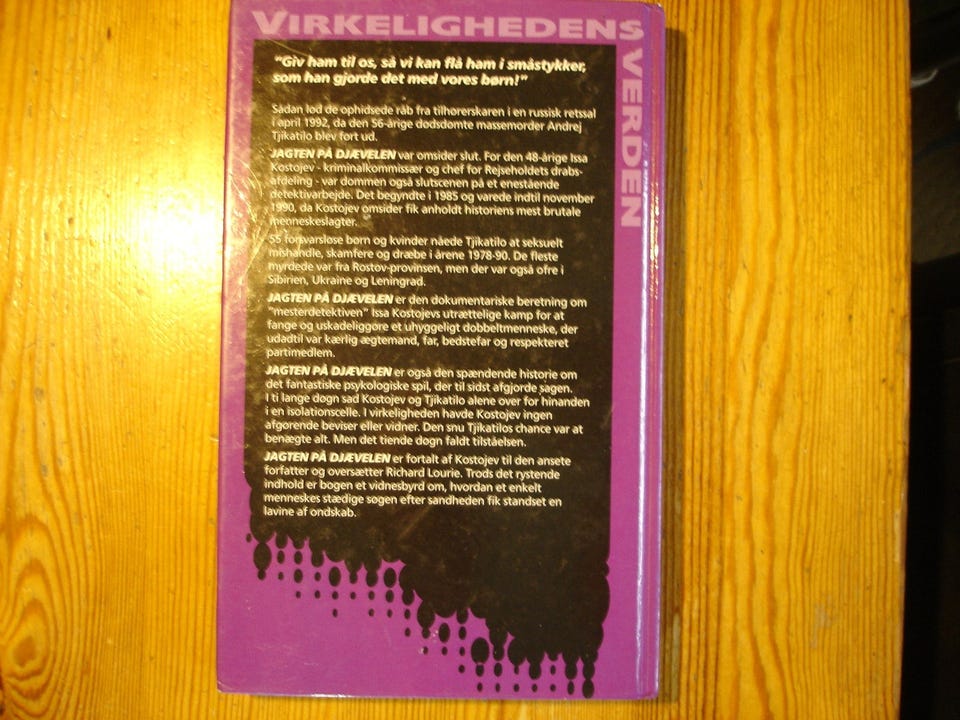 VIRKELIGHEDENS
VERDEN
"Giv ham til os, så vi kan flå ham i småstykker,
som han gjorde det med vores børn!"
Sådan lød de ophidsede råb fra tilhørerskaren i en russisk retssal
i april 1992, da den 56-årige dødsdømte massemorder Andrej
Tjikatilo blev ført ud.
JAGTEN PÅ DJÆVELEN var omsider slut. For den 48-årige Issa
Kostojev - kriminalkommissær og chef for Rejseholdets drabs-
afdeling - var dommen også slutscenen på et enestående
detektivarbejde. Det begyndte i 1985 og varede indtil november
1990, da Kostojev omsider fik anholdt historiens mest brutale
menneskeslagter.
55 forsvarsløse børn og kvinder nåede Tjikatilo at seksuelt
mishandle, skamfere og dræbe i årene 1978-90. De fleste
myrdede var fra Rostov-provinsen, men der var også ofre i
Sibirien, Ukraine og Leningrad.
JAGTEN PÅ DJÆVELEN er den dokumentariske beretning om
"mesterdetektiven" Issa Kostojevs utrættelige kamp for at
fange og uskadeliggøre et uhyggeligt dobbeltmenneske, der
udadtil var kærlig ægtemand, far, bedstefar og respekteret
partimedlem.
JAGTEN PÅ DJÆVELEN er også den spændende historie om
det fantastiske psykologiske spil, der til sidst afgjorde sagen.
I ti lange døgn sad Kostojev og Tjikatilo alene over for hinanden
i en isolationscelle. I virkeligheden havde Kostojev ingen
afgørende beviser eller vidner. Den snu Tjikatilos chance var at
benægte alt. Men det tiende døgn faldt tilståelsen.
JAGTEN PÅ DJÆVELEN er fortalt af Kostojev til den ansete
forfatter og oversætter Richard Lourie. Trods det rystende
indhold er bogen et vidnesbyrd om, hvordan et enkelt
menneskes stædige søgen efter sandheden fik standset en
lavine af ondskab.